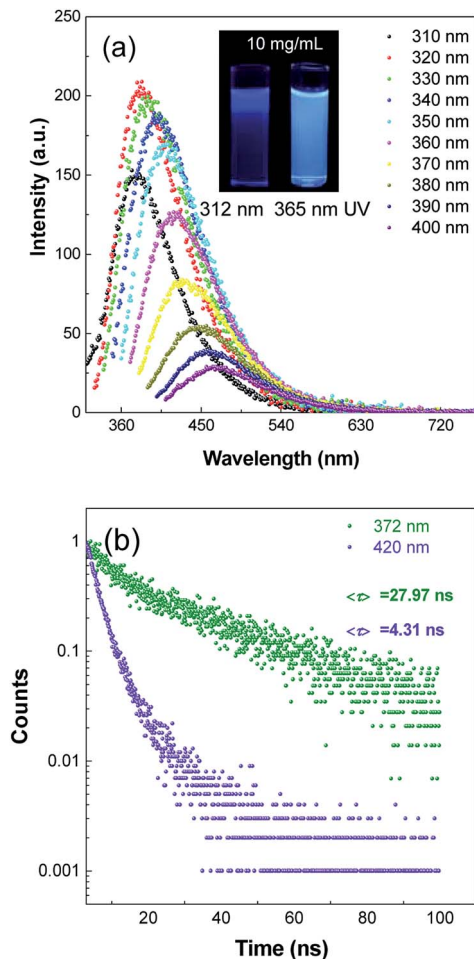 (a)
10 mg/mL
312 nm 365 nm UV
310 nm
320 nm
330 nm
340 nm
350 nm
360 nm
370 nm
380 nm
390 nm
400 nm
Intensity (a.u.)
250
200
150
100
50
0
360 450 540 630 720
Wavelength (nm)
(b)
372 nm
420 nm
<τ> =27.97 ns
<τ> =4.31 ns
Counts
1
0.1
0.01
0.001
20 40 60 80 100
Time (ns)